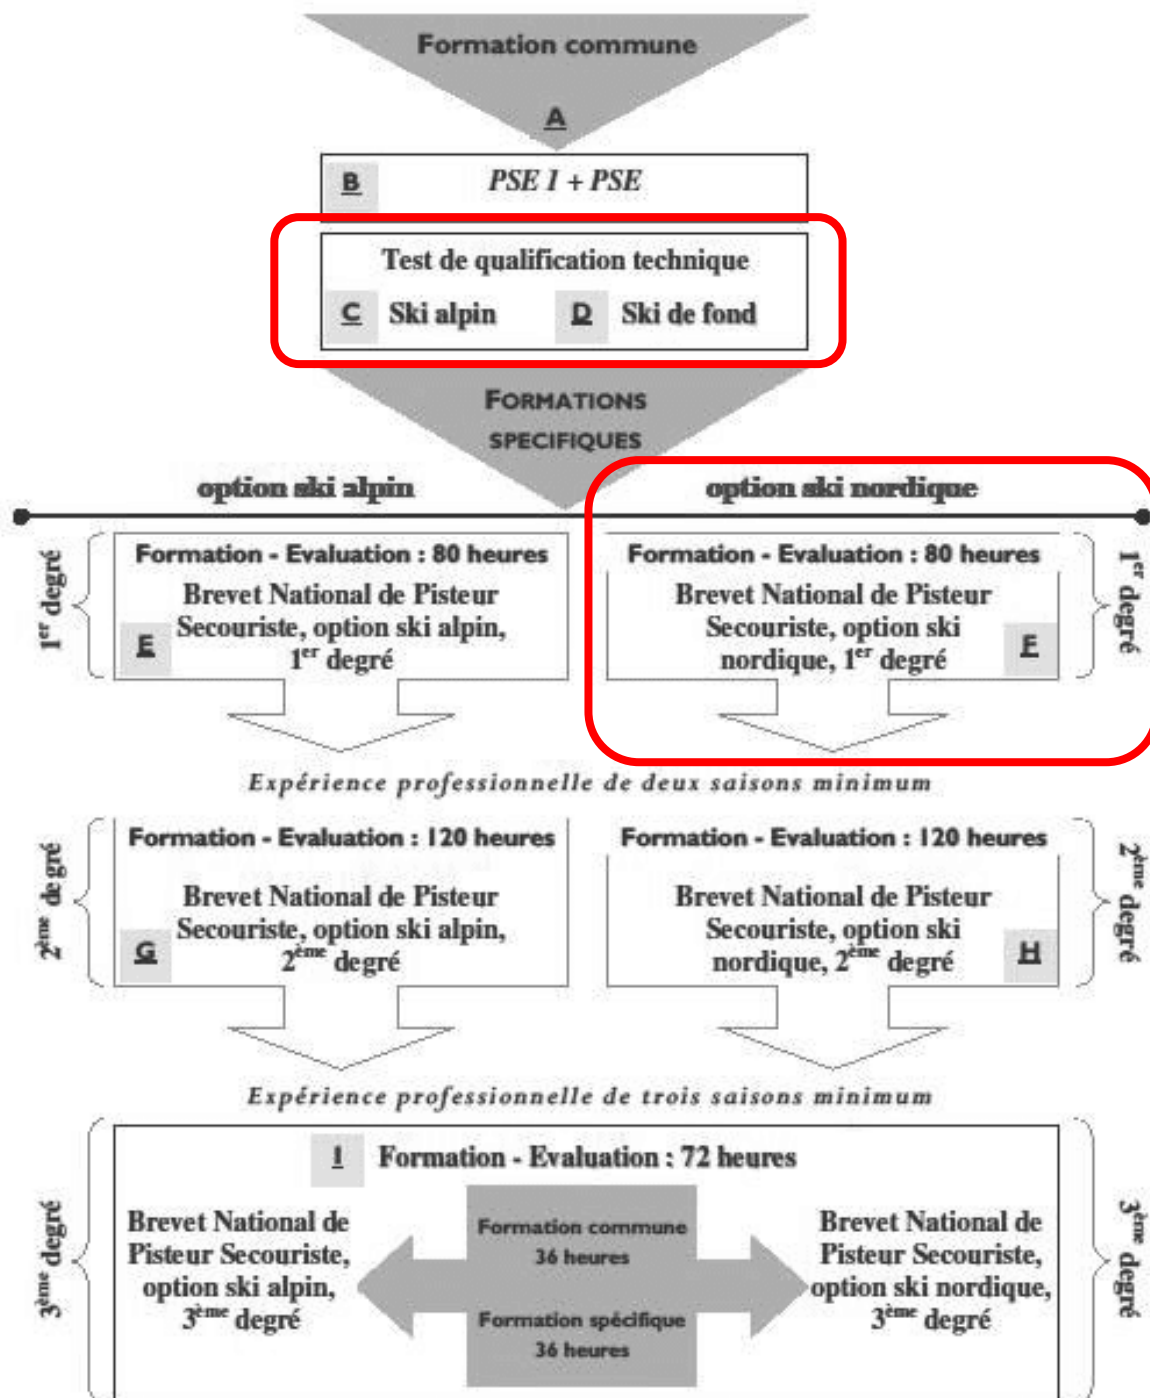 Formation commune
A
B
PSE 1 + PSE
Test de qualification technique
C Ski alpin D Ski de fond
FORMATIONS
SPECIFIQUES
option ski alpin
option ski nordique
1er degré
Formation - Evaluation : 80 heures
Brevet National de Pisteur
Secouriste, option ski alpin,
1er degré
E
Formation - Evaluation : 80 heures
Brevet National de Pisteur
Secouriste, option ski
nordique, 1er degré
F
1er degré
Expérience professionnelle de deux saisons minimum
2ème degré
Formation - Evaluation : 120 heures
Brevet National de Pisteur
Secouriste, option ski alpin,
2ème degré
G
Formation - Evaluation : 120 heures
Brevet National de Pisteur
Secouriste, option ski
nordique, 2ème degré
H
2ème degré
Expérience professionnelle de trois saisons minimum
3ème degré
I Formation - Evaluation : 72 heures
Brevet National de
Pisteur Secouriste,
option ski alpin,
3ème degré
Formation commune
36 heures
Formation spécifique
36 heures
Brevet National de
Pisteur Secouriste,
option ski nordique,
3ème degré
3ème degré